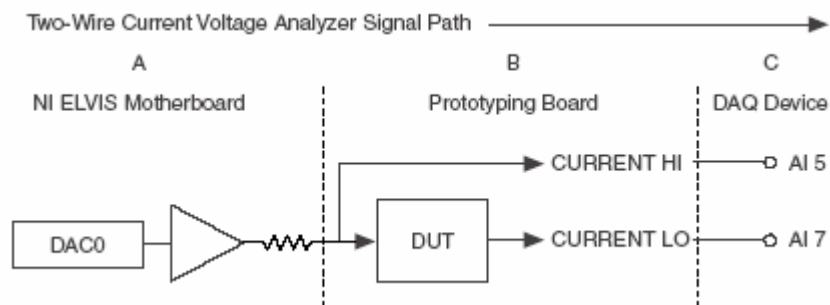 Two-Wire Current Voltage Analyzer Signal Path
A B C
NI ELVIS Motherboard Prototyping Board DAQ Device
CURRENT HI AI 5
DAC0 DUT CURRENT LO AI 7